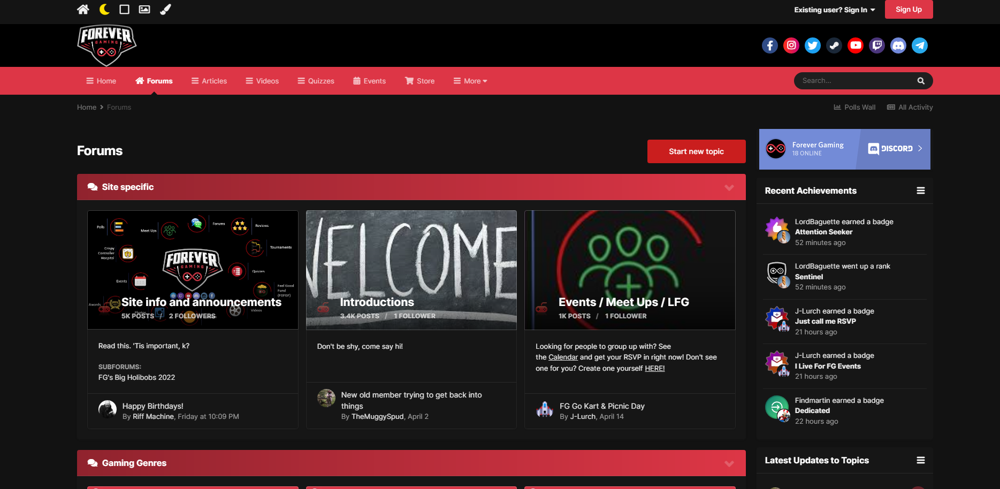 Existing user? Sign In
Sign Up
FOREVER
GAMING
Home
Forums
Articles
Videos
Quizzes
Events
Store
More
Search...
Home
Forums
Polls Wall
All Activity
Forums
Start new topic
Forever Gaming
18 ONLINE
DISCORD
Site specific
Polls
Meet Ups
Forums
Reviews
Crispy
Controller
Hospital
Tournaments
FOREVER
GAMING
Quizzes
Events
Feel Good
Fund
(FGFGF)
Awards
Photos
Videos
Site info and announcements
5K POSTS / 2 FOLLOWERS
Read this. 'Tis important, k?
SUBFORUMS:
FG's Big Holibobs 2022
Happy Birthdays!
By Riff Machine, Friday at 10:09 PM
WELCOME
Introductions
3.4K POSTS / 1 FOLLOWER
Don't be shy, come say hi!
New old member trying to get back into
things
By TheMuggySpud, April 2
Events / Meet Ups / LFG
1K POSTS / 1 FOLLOWER
Looking for people to group up with? See
the Calendar and get your RSVP in right now! Don't see
one for you? Create one yourself HERE!
FG Go Kart & Picnic Day
By J-Lurch, April 14
Gaming Genres
Recent Achievements
LordBaguette earned a badge
Attention Seeker
52 minutes ago
LordBaguette went up a rank
Sentinel
52 minutes ago
J-Lurch earned a badge
Just call me RSVP
21 hours ago
J-Lurch earned a badge
I Live For FG Events
21 hours ago
Findmartin earned a badge
Dedicated
22 hours ago
Latest Updates to Topics